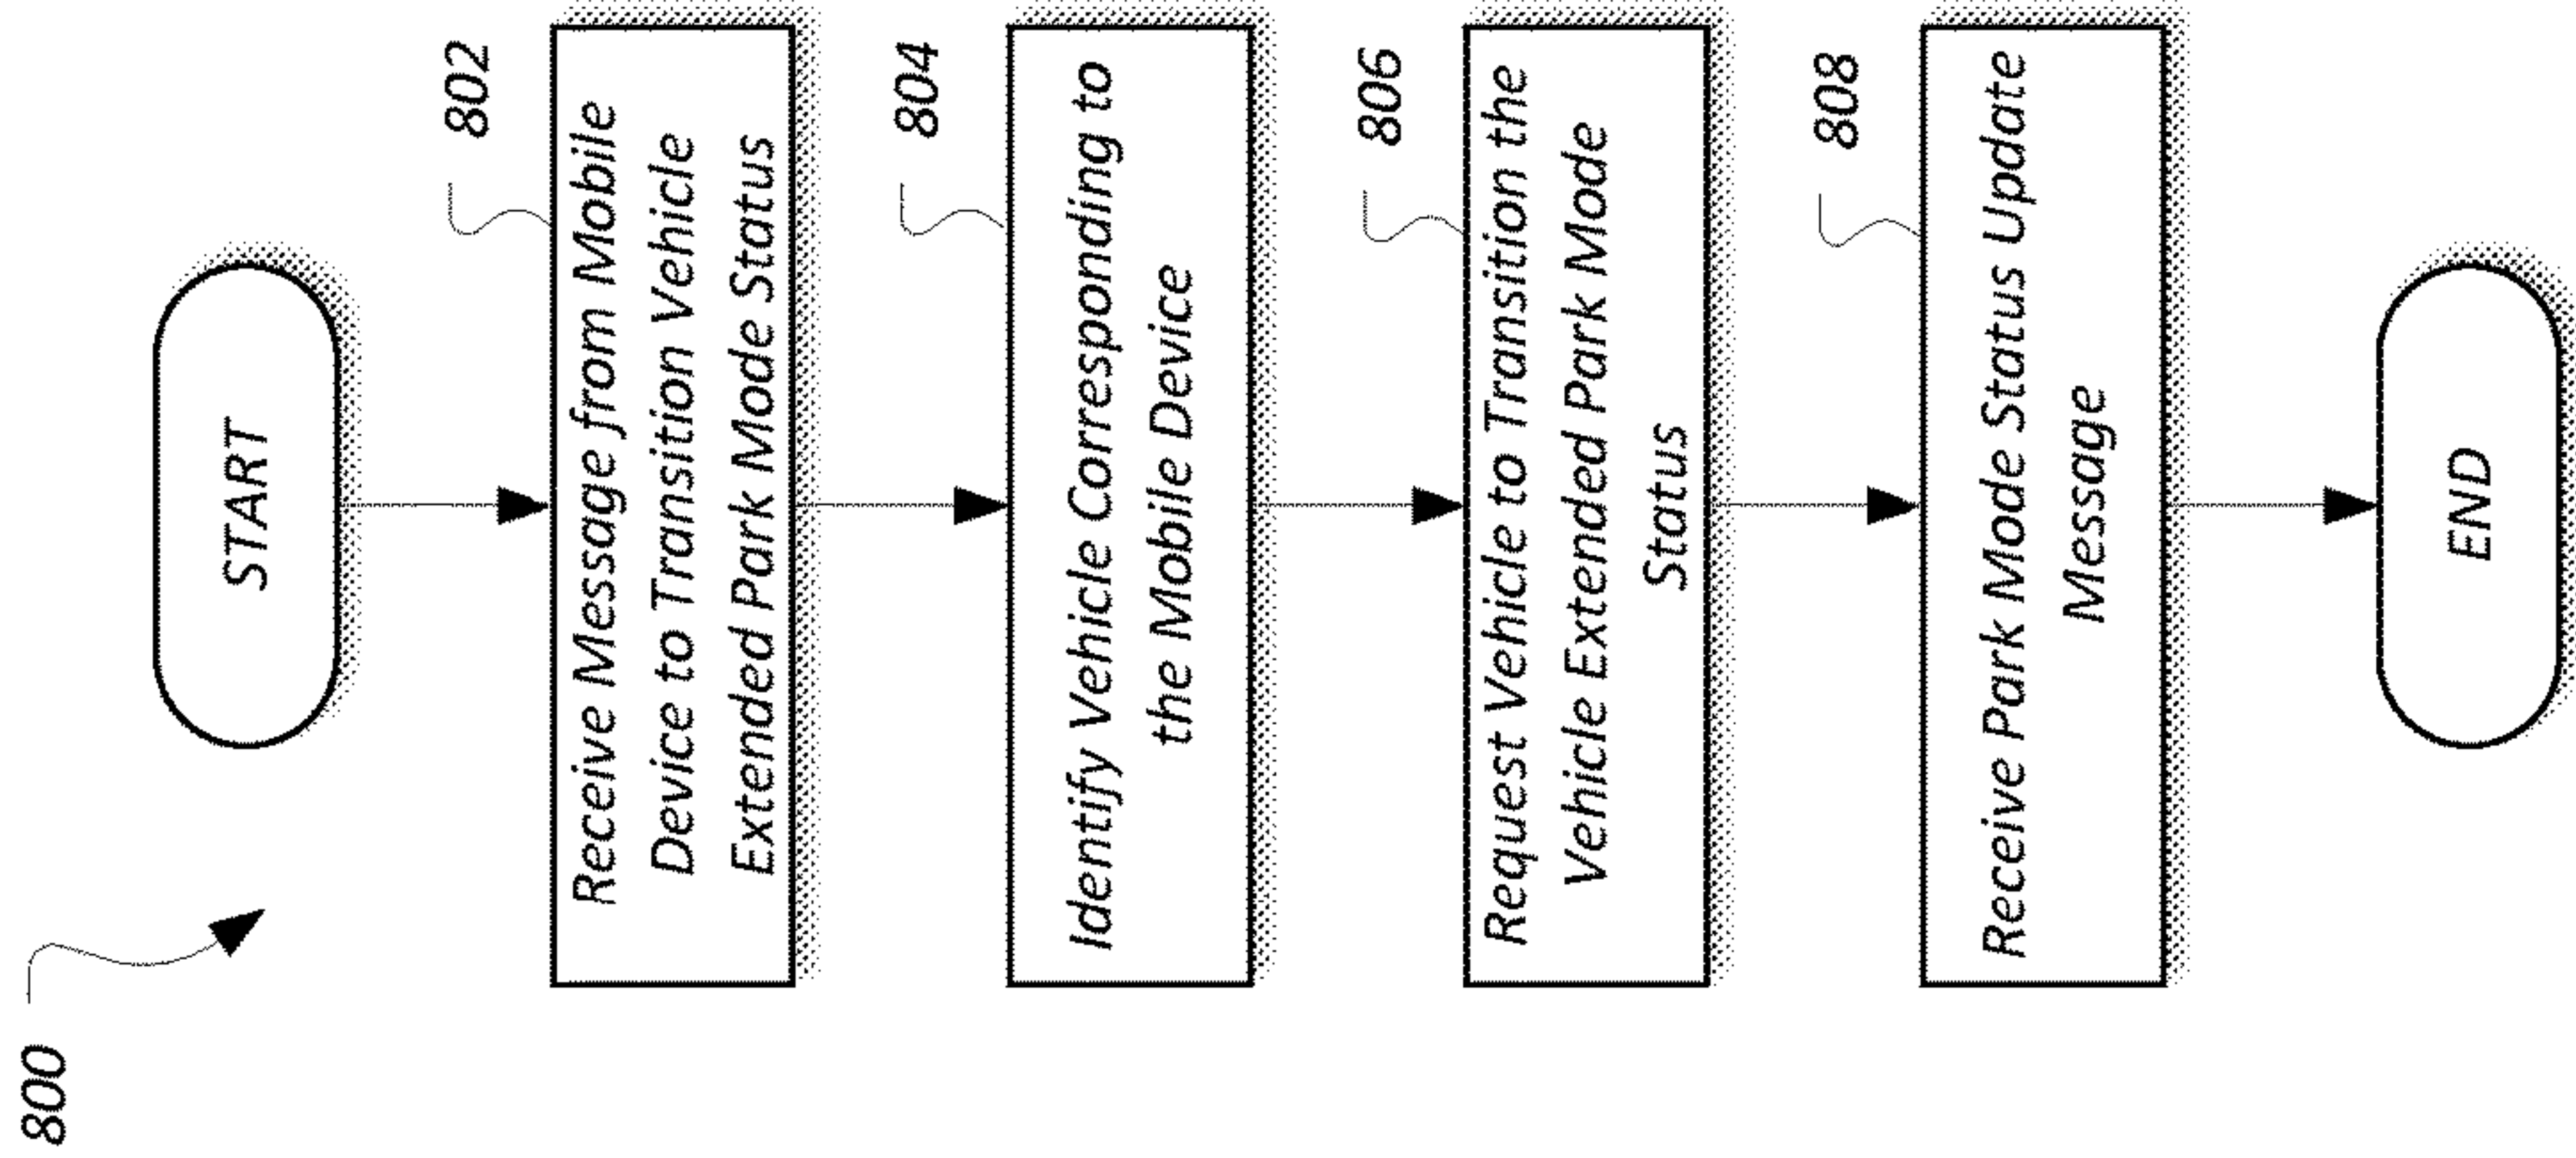 800
START
802
Receive Message from Mobile
Device to Transition Vehicle
Extended Park Mode Status
804
Identify Vehicle Corresponding to
the Mobile Device
806
Request Vehicle to Transition the
Vehicle Extended Park Mode
Status
808
Receive Park Mode Status Update
Message
END